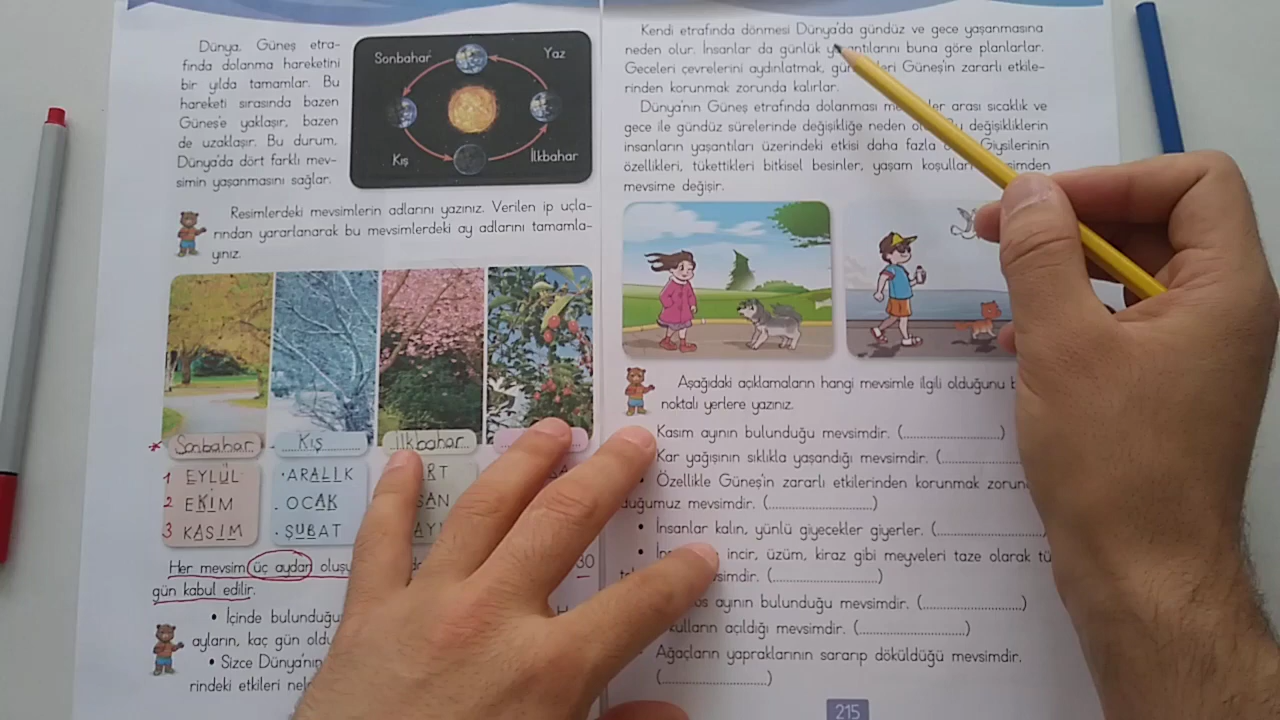 Dünya, Güneş etra-
fında dolanma hareketini
bir yılda tamamlar. Bu
hareketi sırasında bazen
Güneş'e yaklaşır, bazen
de uzaklaşır. Bu durum,
Dünya'da dört farklı mev-
simin yaşanmasını sağlar.
Sonbahar
Yaz
Kış
İlkbahar
Resimlerdeki mevsimlerin adlarını yazınız. Verilen ip uçla-
rından yararlanarak bu mevsimlerdeki ay adlarını tamamla-
yınız.
* Sonbahar
Kış
İlkbahar
1 EYLÜL
2 EKİM
3 KASIM
ARALIK
OCAK
ŞUBAT
Her mevsim üç aydan
30
gün kabul edilir.
• İçinde bulunduğu
ayların, kaç gün
• Sizce Dünya'nın
rindeki etkileri
Kendi etrafında dönmesi Dünya'da gündüz ve gece yaşanmasına
neden olur. İnsanlar da günlük buna göre planlarlar.
Geceleri çevrelerini aydınlatmak, Güneş'in zararlı etkile-
rinden korunmak zorunda kalırlar.
Dünya'nın Güneş etrafında dolanması arası sıcaklık ve
gece ile gündüz sürelerinde değişikliğe neden değişikliklerin
insanların yaşantıları üzerindeki etkisi daha fazla Giysilerinin
özellikleri, tükettikleri bitkisel besinler, yaşam koşulları
mevsime değişir.
Aşağıdaki açıklamaların hangi mevsimle ilgili olduğunu
noktalı yerlere yazınız.
Kasım ayının bulunduğu mevsimdir. (....................)
Kar yağışının sıklıkla yaşandığı mevsimdir. (....................
• Özellikle Güneş'in zararlı etkilerinden korunmak
mevsimdir. (....................)
• İnsanlar kalın, yünlü giyecekler giyerler. (....................
• incir, üzüm, kiraz gibi meyveleri taze olarak
(....................)
ayının bulunduğu mevsimdir. (....................)
açıldığı mevsimdir. (....................)
Ağaçların yapraklarının sararıp döküldüğü mevsimdir.
(....................)
215